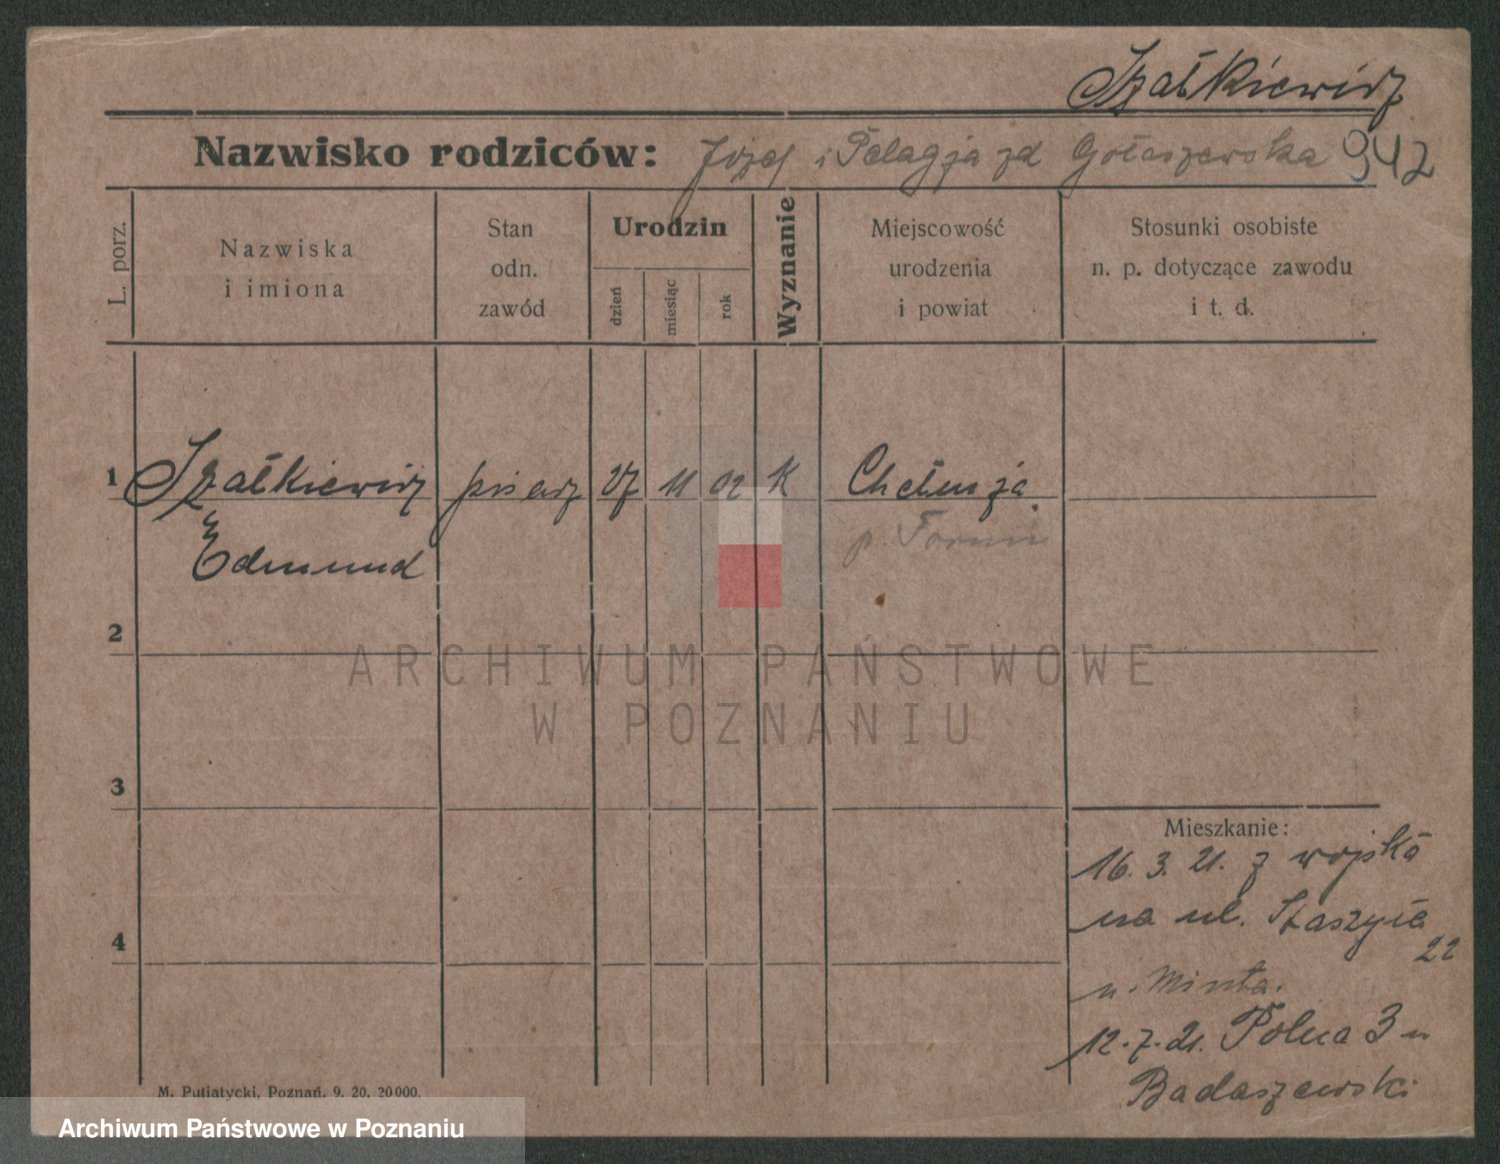 Szałkiewicz
Nazwisko rodziców: Józef i Pelagja zd Gołaszewska 942
L. porz.
Nazwiska
i imiona
Stan
odn.
zawód
Urodzin
dzień
miesiąc
rok
Wyznanie
Miejscowość
urodzenia
i powiat
Stosunki osobiste
n. p. dotyczące zawodu
i t. d.
1 Szałkiewicz pisarz 27 11 02 K Chełmża
Edmund p. Toruń
2
3
4
Mieszkanie:
16. 3. 21. z wojska
na ul. Staszyca
22
u.
12. 7. 21. Polna 3 u
Badaszewski
M. Putiatycki, Poznań. 9. 20. 20000.
ARCHIWUM PAŃSTWOWE
W POZNANIU
Archiwum Państwowe w Poznaniu